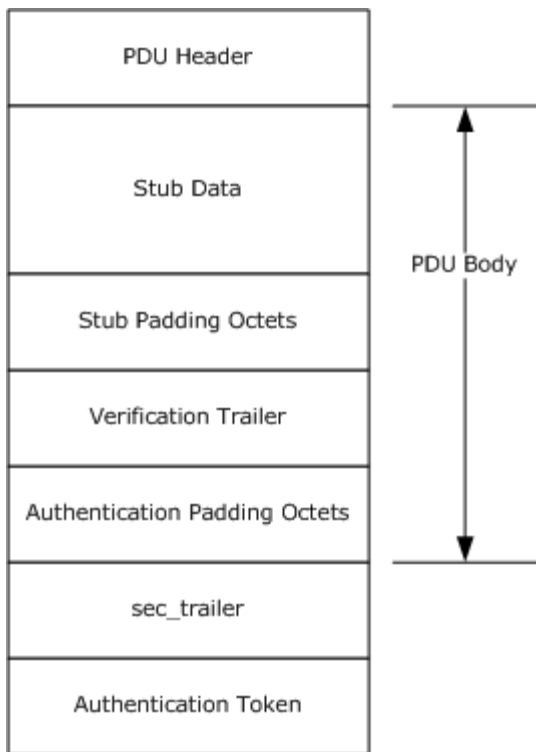 PDU Header
Stub Data
PDU Body
Stub Padding Octets
Verification Trailer
Authentication Padding Octets
sec_trailer
Authentication Token